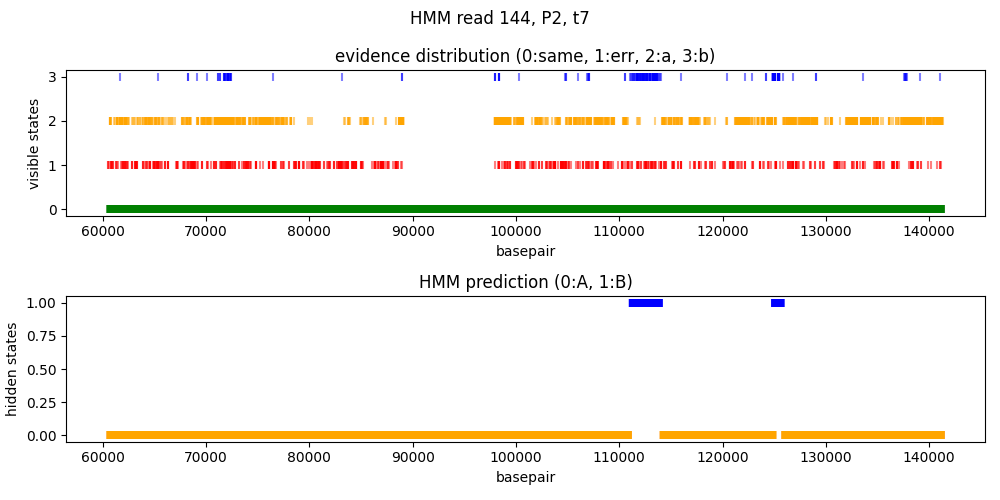 HMM read 144, P2, t7
evidence distribution (0:same, 1:err, 2:a, 3:b)
visible states
3
2
1
0
60000 70000 80000 90000 100000 110000 120000 130000 140000
basepair
HMM prediction (0:A, 1:B)
hidden states
1.00
0.75
0.50
0.25
0.00
60000 70000 80000 90000 100000 110000 120000 130000 140000
basepair